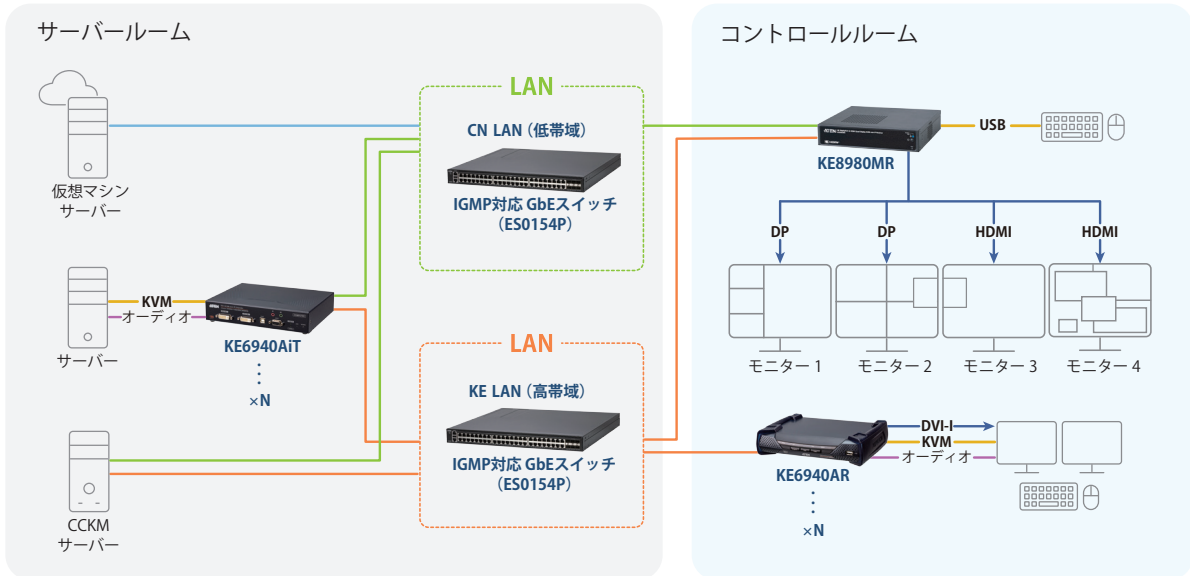 サーバールーム
仮想マシン
サーバー
サーバー
KVM
オーディオ
KE6940AiT
×N
CCKM
サーバー
LAN
CN LAN（低帯域）
IGMP対応 GbEスイッチ
（ES0154P）
LAN
KE LAN（高帯域）
IGMP対応 GbEスイッチ
（ES0154P）
コントロールルーム
KE8980MR
USB
DP
DP
HDMI
HDMI
モニター 1
モニター 2
モニター 3
モニター 4
KE6940AR
×N
DVI-I
KVM
オーディオ